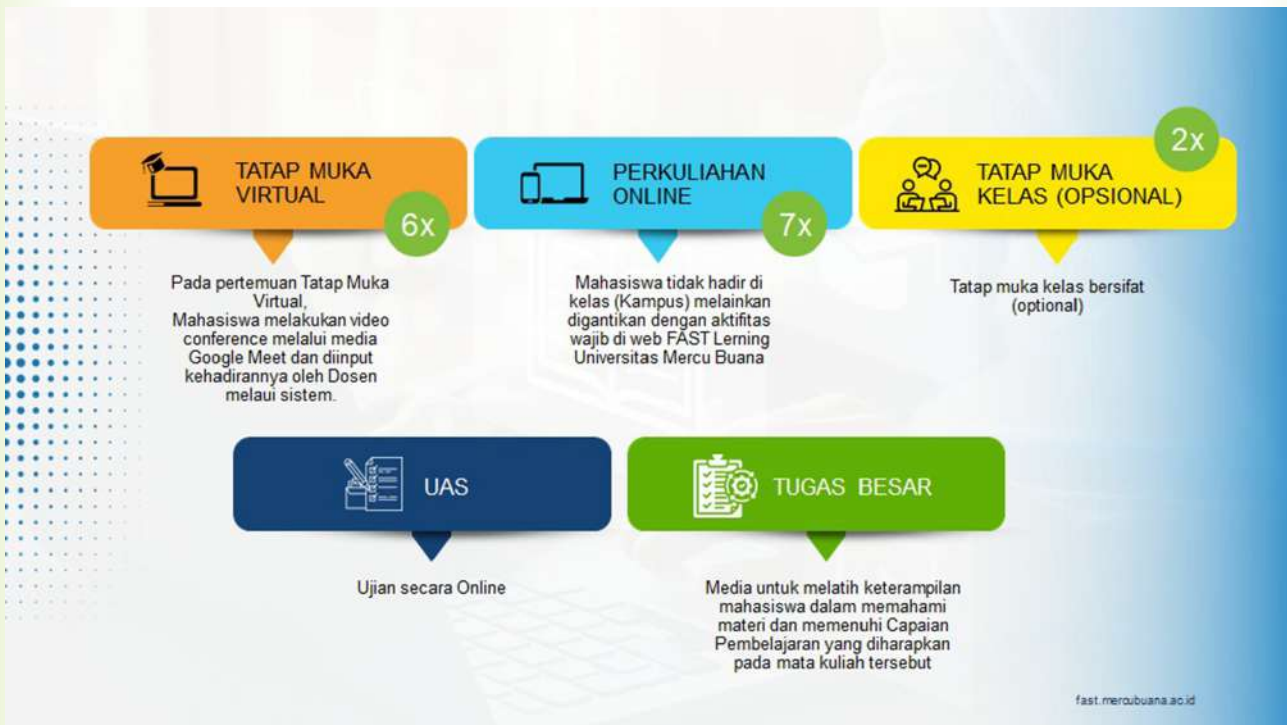 TATAP MUKA
VIRTUAL
6x
Pada pertemuan Tatap Muka
Virtual,
Mahasiswa melakukan video
conference melalui media
Google Meet dan diinput
kehadirannya oleh Dosen
melaui sistem.
PERKULIAHAN
ONLINE
7x
Mahasiswa tidak hadir di
kelas (Kampus) melainkan
digantikan dengan aktifitas
wajib di web FAST Lerning
Universitas Mercu Buana
2x
TATAP MUKA
KELAS (OPSIONAL)
Tatap muka kelas bersifat
(optional)
UAS
Ujian secara Online
TUGAS BESAR
Media untuk melatih keterampilan
mahasiswa dalam memahami
materi dan memenuhi Capaian
Pembelajaran yang diharapkan
pada mata kuliah tersebut
fast.mercubuana.ac.id